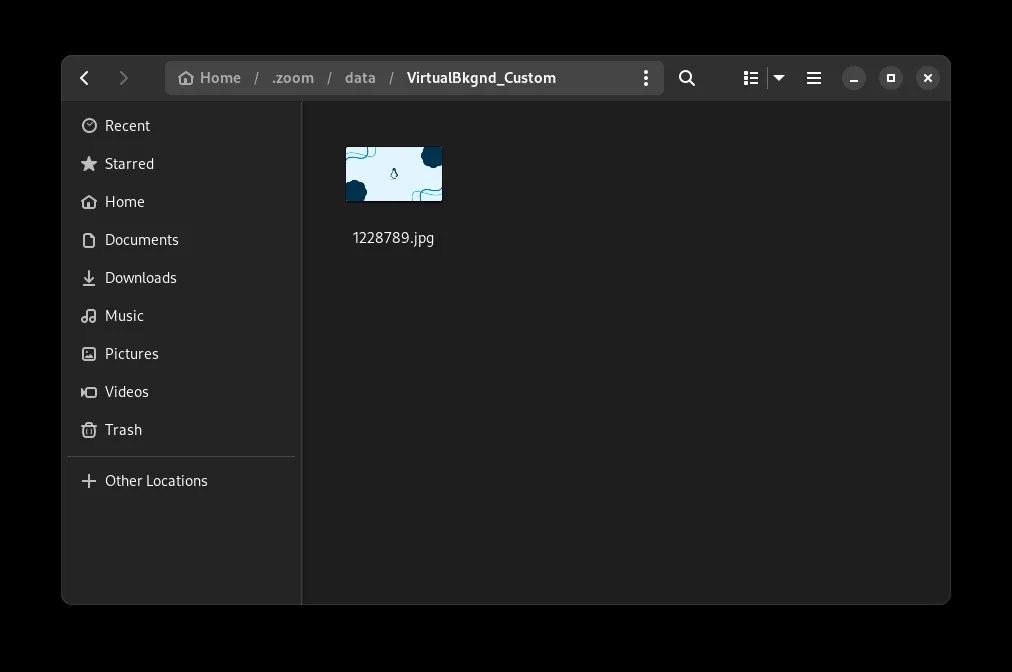 Home / .zoom / data / VirtualBkgnd_Custom
Recent
Starred
Home
Documents
Downloads
Music
Pictures
Videos
Trash
Other Locations
1228789.jpg